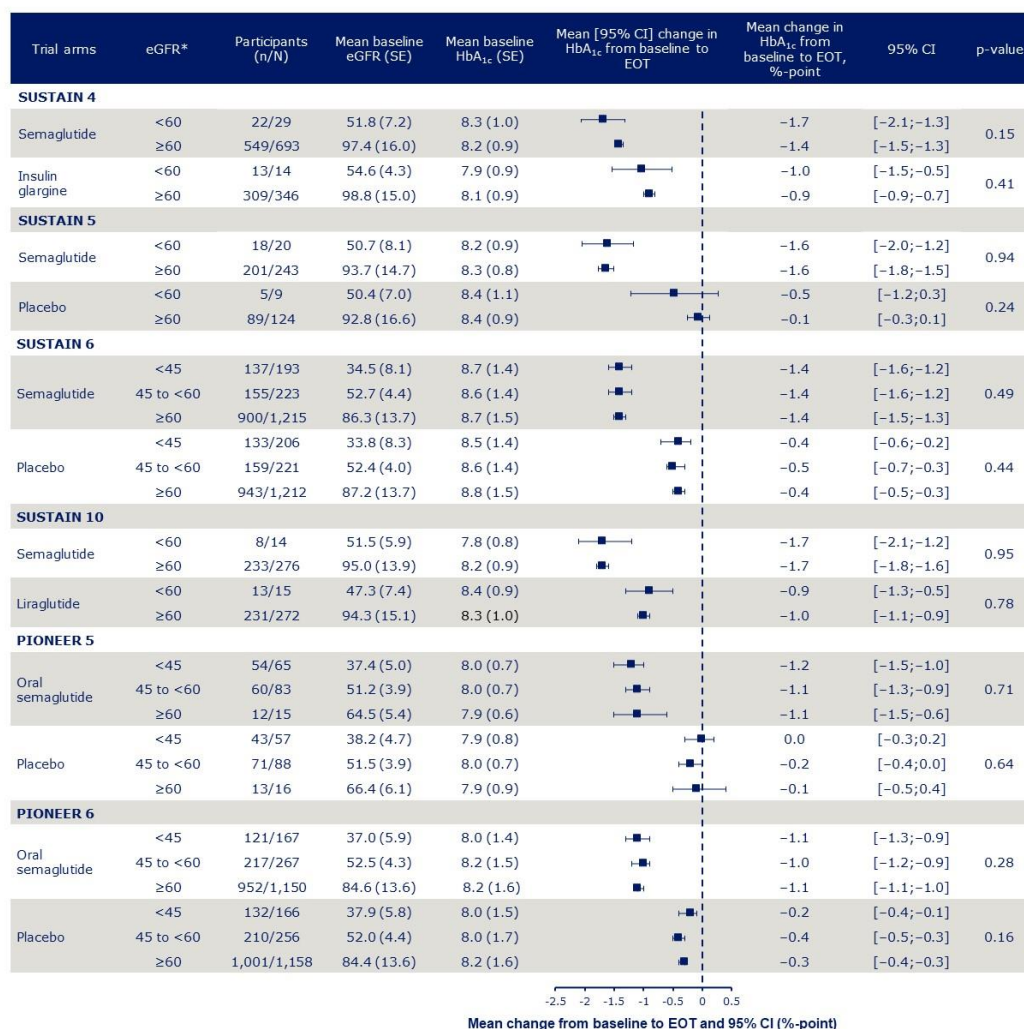 Trial arms eGFR* Participants (n/N) Mean baseline eGFR (SE) Mean baseline HbA1c (SE) Mean [95% CI] change in HbA1c from baseline to EOT Mean change in HbA1c from baseline to EOT, %-point 95% CI p-value
SUSTAIN 4
Semaglutide <60 22/29 51.8 (7.2) 8.3 (1.0) −1.7 [−2.1;−1.3] 0.15
≥60 549/693 97.4 (16.0) 8.2 (0.9) −1.4 [−1.5;−1.3]
Insulin glargine <60 13/14 54.6 (4.3) 7.9 (0.9) −1.0 [−1.5;−0.5] 0.41
≥60 309/346 98.8 (15.0) 8.1 (0.9) −0.9 [−0.9;−0.7]
SUSTAIN 5
Semaglutide <60 18/20 50.7 (8.1) 8.2 (0.9) −1.6 [−2.0;−1.2] 0.94
≥60 201/243 93.7 (14.7) 8.3 (0.8) −1.6 [−1.8;−1.5]
Placebo <60 5/9 50.4 (7.0) 8.4 (1.1) −0.5 [−1.2;0.3] 0.24
≥60 89/124 92.8 (16.6) 8.4 (0.9) −0.1 [−0.3;0.1]
SUSTAIN 6
<45 137/193 34.5 (8.1) 8.7 (1.4) −1.4 [−1.6;−1.2]
Semaglutide 45 to <60 155/223 52.7 (4.4) 8.6 (1.4) −1.4 [−1.6;−1.2] 0.49
≥60 900/1,215 86.3 (13.7) 8.7 (1.5) −1.4 [−1.5;−1.3]
<45 133/206 33.8 (8.3) 8.5 (1.4) −0.4 [−0.6;−0.2]
Placebo 45 to <60 159/221 52.4 (4.0) 8.6 (1.4) −0.5 [−0.7;−0.3] 0.44
≥60 943/1,212 87.2 (13.7) 8.8 (1.5) −0.4 [−0.5;−0.3]
SUSTAIN 10
Semaglutide <60 8/14 51.5 (5.9) 7.8 (0.8) −1.7 [−2.1;−1.2] 0.95
≥60 233/276 95.0 (13.9) 8.2 (0.9) −1.7 [−1.8;−1.6]
Liraglutide <60 13/15 47.3 (7.4) 8.4 (0.9) −0.9 [−1.3;−0.5] 0.78
≥60 231/272 94.3 (15.1) 8.3 (1.0) −1.0 [−1.1;−0.9]
PIONEER 5
<45 54/65 37.4 (5.0) 8.0 (0.7) −1.2 [−1.5;−1.0]
Oral semaglutide 45 to <60 60/83 51.2 (3.9) 8.0 (0.7) −1.1 [−1.3;−0.9] 0.71
≥60 12/15 64.5 (5.4) 7.9 (0.6) −1.1 [−1.5;−0.6]
<45 43/57 38.2 (4.7) 7.9 (0.8) 0.0 [−0.3;0.2]
Placebo 45 to <60 71/88 51.5 (3.9) 8.0 (0.7) −0.2 [−0.4;0.0] 0.64
≥60 13/16 66.4 (6.1) 7.9 (0.9) −0.1 [−0.5;0.4]
PIONEER 6
<45 121/167 37.0 (5.9) 8.0 (1.4) −1.1 [−1.3;−0.9]
Oral semaglutide 45 to <60 217/267 52.5 (4.3) 8.2 (1.5) −1.0 [−1.2;−0.9] 0.28
≥60 952/1,150 84.6 (13.6) 8.2 (1.6) −1.1 [−1.1;−1.0]
<45 132/166 37.9 (5.8) 8.0 (1.5) −0.2 [−0.4;−0.1]
Placebo 45 to <60 210/256 52.0 (4.4) 8.0 (1.7) −0.4 [−0.5;−0.3] 0.16
≥60 1,001/1,158 84.4 (13.6) 8.2 (1.6) −0.3 [−0.4;−0.3]
-2.5 -2 -1.5 -1 -0.5 0 0.5
Mean change from baseline to EOT and 95% CI (%-point)